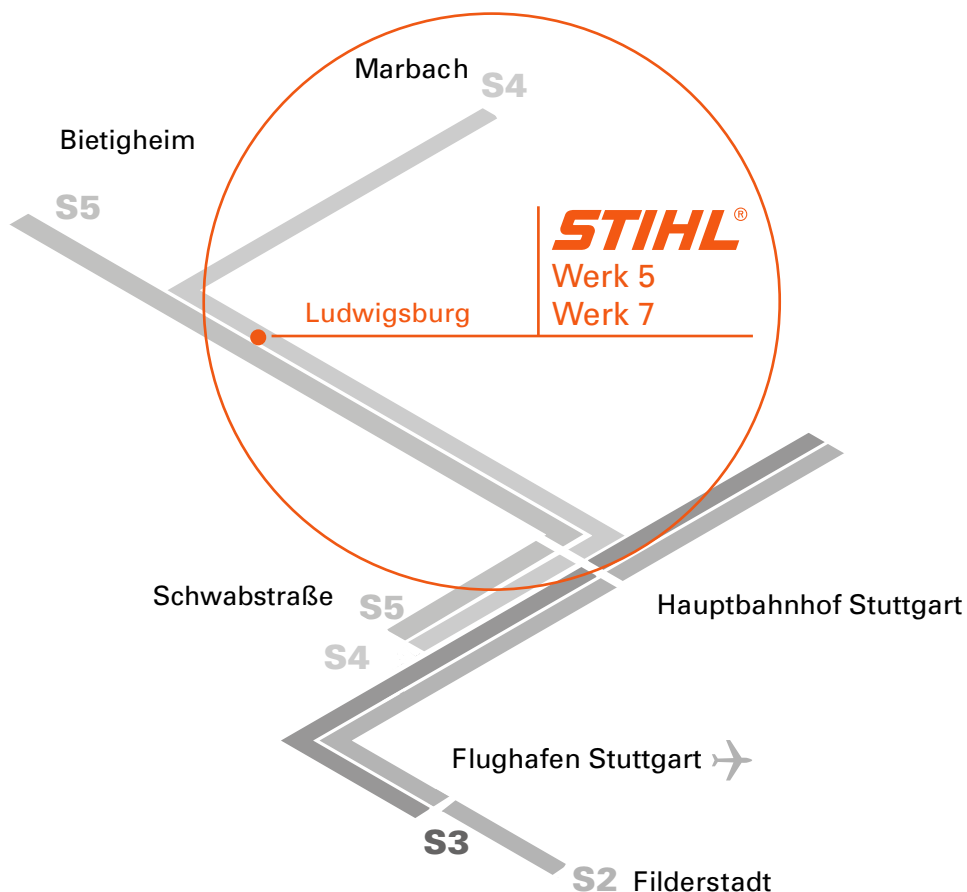 Marbach
S4
Bietigheim
S5
STIHL®
Werk 5
Ludwigsburg
Werk 7
Schwabstraße
S5
Hauptbahnhof Stuttgart
S4
Flughafen Stuttgart
S3
S2 Filderstadt